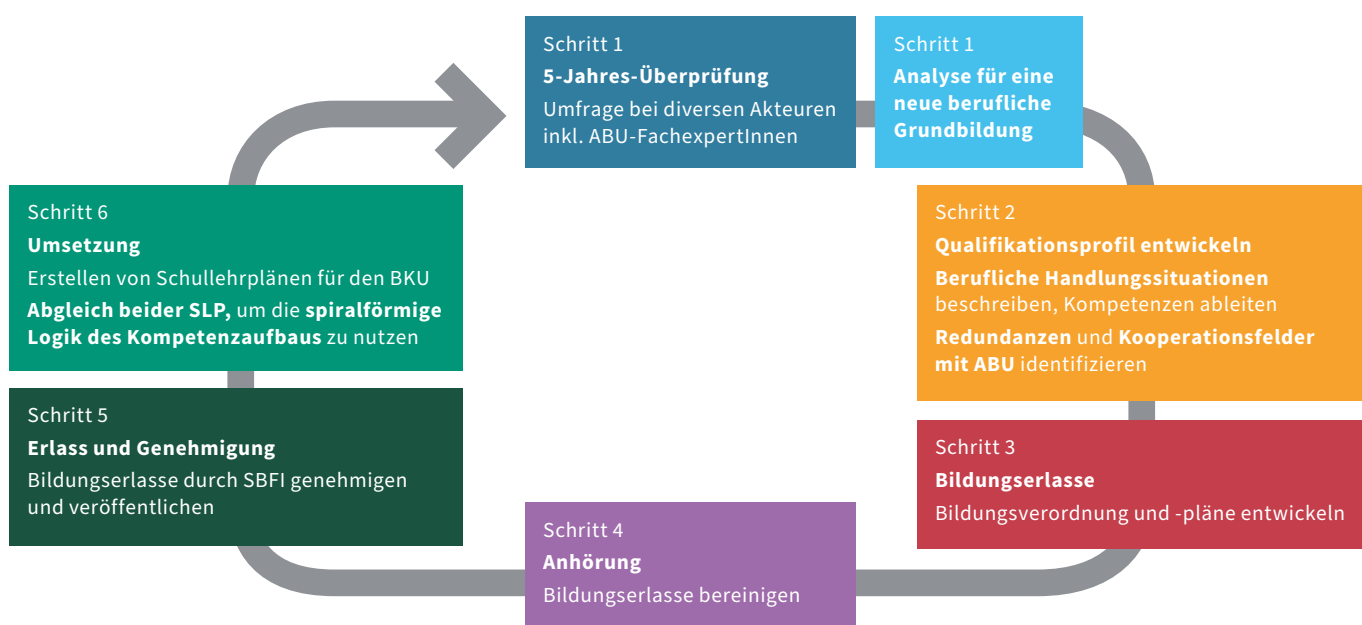 Schritt 1
5-Jahres-Überprüfung
Umfrage bei diversen Akteuren
inkl. ABU-FachexpertInnen
Schritt 1
Analyse für eine
neue berufliche
Grundbildung
Schritt 2
Qualifikationsprofil entwickeln
Berufliche Handlungssituationen
beschreiben, Kompetenzen ableiten
Redundanzen und Kooperationsfelder
mit ABU identifizieren
Schritt 3
Bildungserlasse
Bildungsverordnung und -pläne entwickeln
Schritt 4
Anhörung
Bildungserlasse bereinigen
Schritt 5
Erlass und Genehmigung
Bildungserlasse durch SBFI genehmigen
und veröffentlichen
Schritt 6
Umsetzung
Erstellen von Schullehrplänen für den BKU
Abgleich beider SLP, um die spiralförmige
Logik des Kompetenzaufbaus zu nutzen